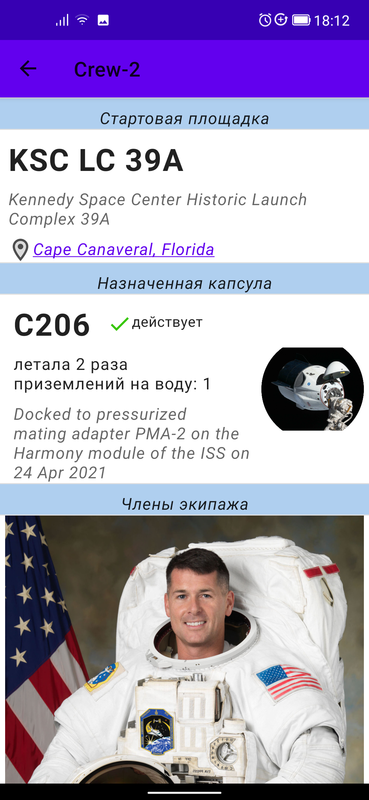 18:12
Crew-2
Стартовая площадка
KSC LC 39A
Kennedy Space Center Historic Launch
Complex 39A
Cape Canaveral, Florida
Назначенная капсула
C206
действует
летала 2 раза
приземлений на воду: 1
Docked to pressurized
mating adapter PMA-2 on the
Harmony module of the ISS on
24 Apr 2021
Члены экипажа